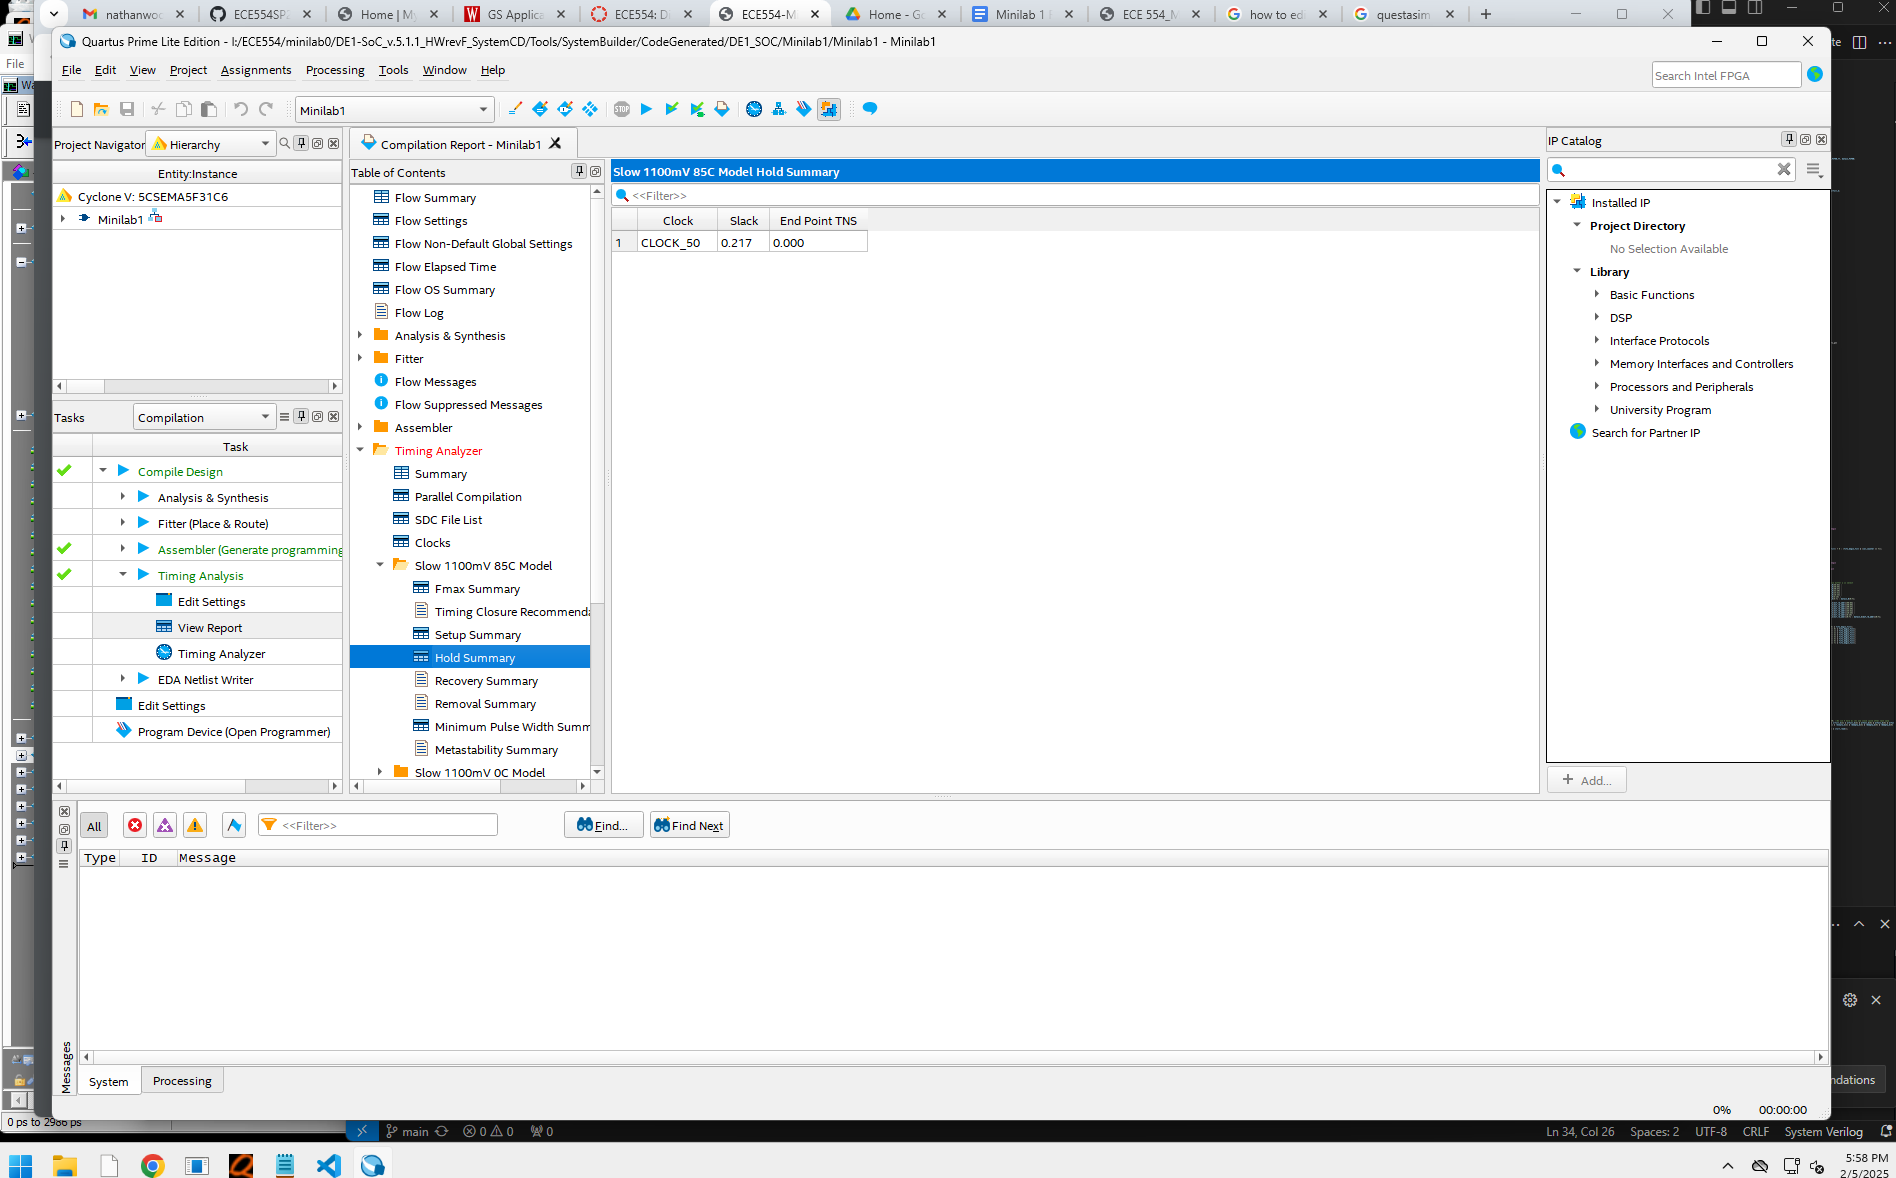 nathanwoo
ECE554SP2
Home | My
GS Applica
ECE554: Di
ECE554-M
Home - Go
Minilab 1 F
ECE 554_M
how to edi
questasim
Quartus Prime Lite Edition - I:/ECE554/minilab0/DE1-SoC_v.5.1.1_HWrevF_SystemCD/Tools/SystemBuilder/CodeGenerated/DE1_SOC/Minilab1/Minilab1 - Minilab1
File
File Edit View Project Assignments Processing Tools Window Help
Search Intel FPGA
Minilab1
STOP
Project Navigator
Hierarchy
Entity:Instance
Cyclone V: 5CSEMA5F31C6
Minilab1
Tasks
Compilation
Task
Compile Design
Analysis & Synthesis
Fitter (Place & Route)
Assembler (Generate programming
Timing Analysis
Edit Settings
View Report
Timing Analyzer
EDA Netlist Writer
Edit Settings
Program Device (Open Programmer)
Compilation Report - Minilab1
Table of Contents
Flow Summary
Flow Settings
Flow Non-Default Global Settings
Flow Elapsed Time
Flow OS Summary
Flow Log
Analysis & Synthesis
Fitter
Flow Messages
Flow Suppressed Messages
Assembler
Timing Analyzer
Summary
Parallel Compilation
SDC File List
Clocks
Slow 1100mV 85C Model
Fmax Summary
Timing Closure Recommenda
Setup Summary
Hold Summary
Recovery Summary
Removal Summary
Minimum Pulse Width Summ
Metastability Summary
Slow 1100mV 0C Model
Slow 1100mV 85C Model Hold Summary
<<Filter>>
Clock Slack End Point TNS
1 CLOCK_50 0.217 0.000
IP Catalog
Installed IP
Project Directory
No Selection Available
Library
Basic Functions
DSP
Interface Protocols
Memory Interfaces and Controllers
Processors and Peripherals
University Program
Search for Partner IP
+ Add...
All
<<Filter>>
Find...
Find Next
Type ID Message
Messages
System
Processing
0% 00:00:00
ndations
0 ps to 2986 ps
main
0 0
0
Ln 34, Col 26
Spaces: 2
UTF-8
CRLF
System Verilog
5:58 PM
2/5/2025